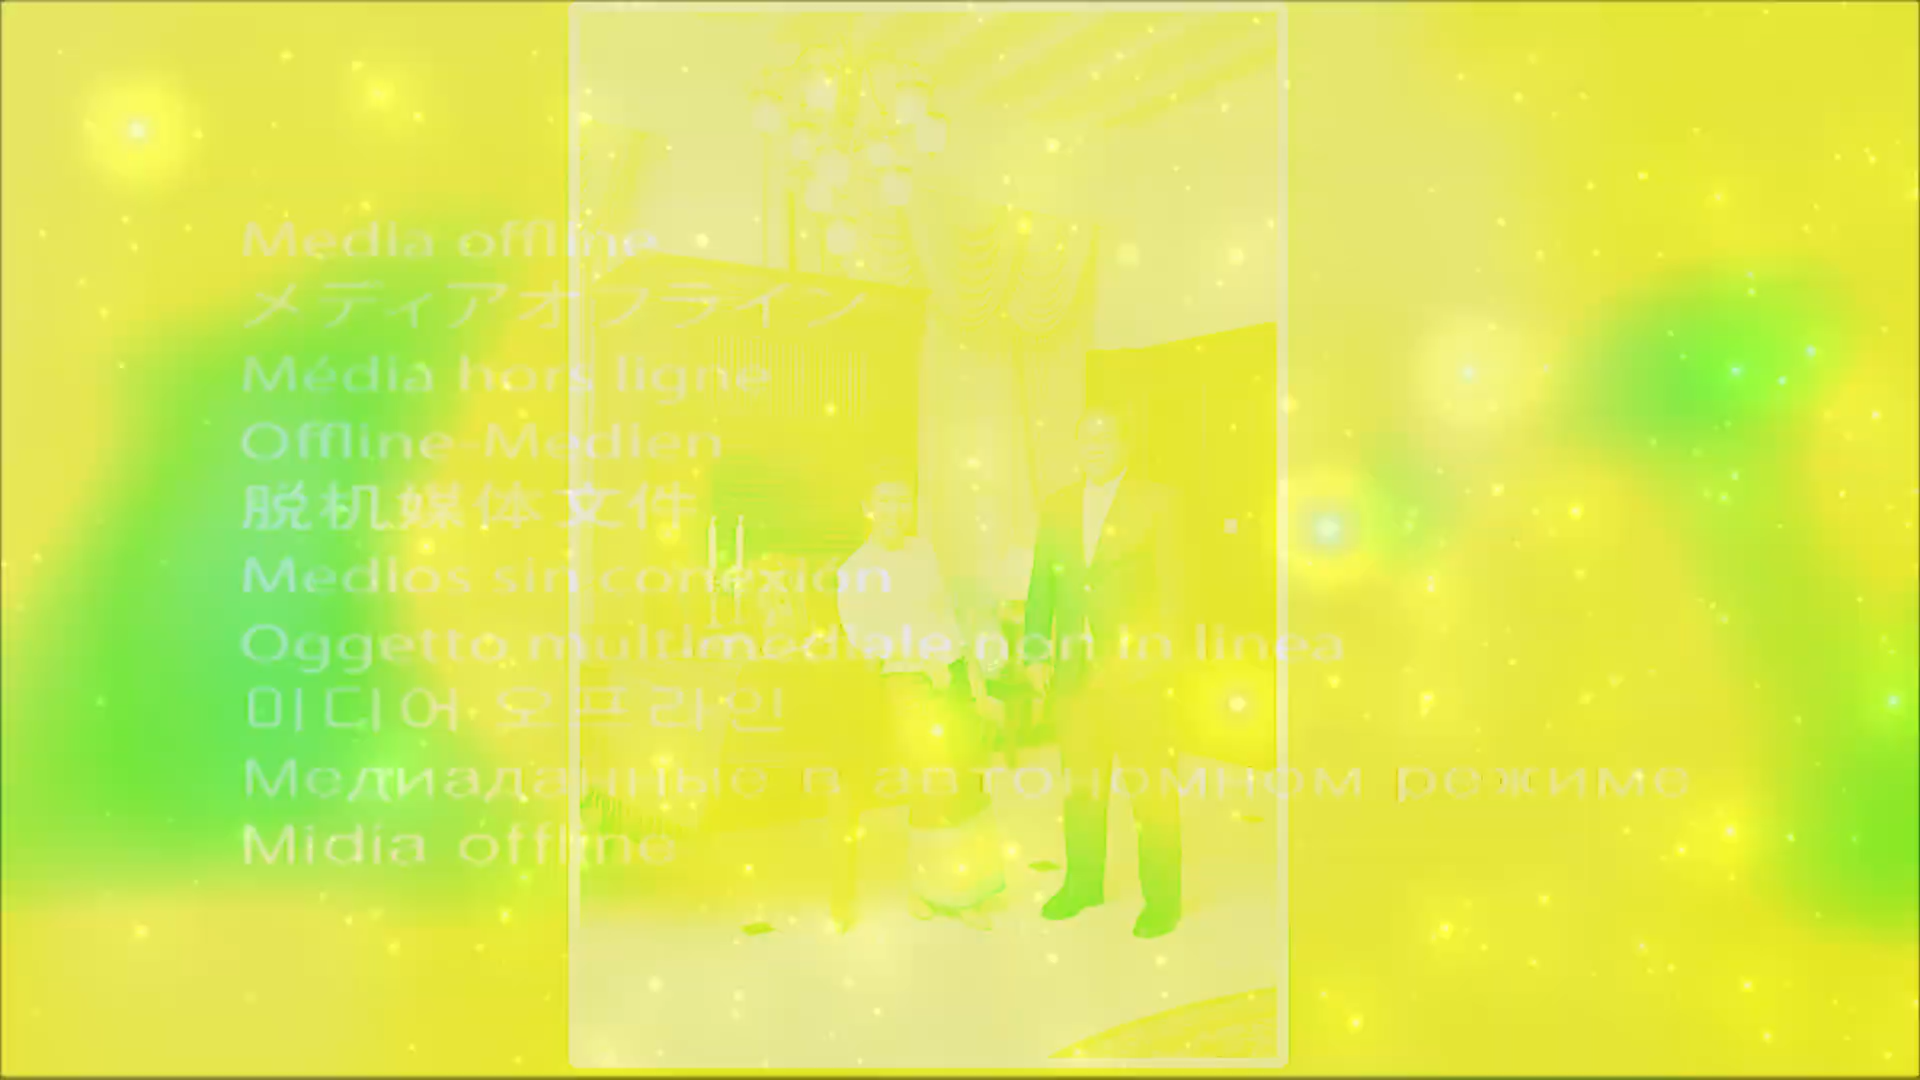 Media offline
メディアオフライン
Média hors ligne
Offline-Medien
脱机媒体文件
Medios sin conexión
Oggetto multimediale non in linea
미디어 오프라인
Медиаданные в автономном режиме
Mídia offline